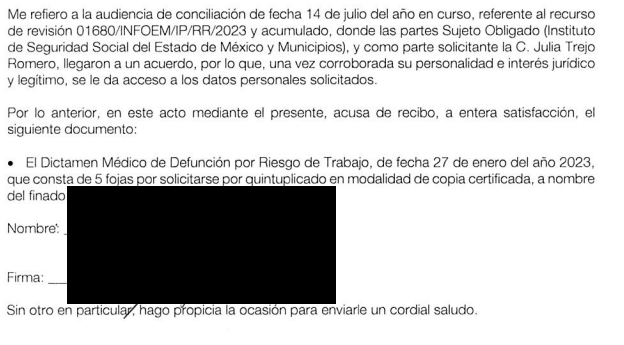 Me refiero a la audiencia de conciliación de fecha 14 de julio del año en curso, referente al recurso
de revisión 01680/INFOEM/IP/RR/2023 y acumulado, donde las partes Sujeto Obligado (Instituto
de Seguridad Social del Estado de México y Municipios), y como parte solicitante la C. Julia Trejo
Romero, llegaron a un acuerdo, por lo que, una vez corroborada su personalidad e interés jurídico
y legítimo, se le da acceso a los datos personales solicitados.
Por lo anterior, en este acto mediante el presente, acusa de recibo, a entera satisfacción, el
siguiente documento:
• El Dictamen Médico de Defunción por Riesgo de Trabajo, de fecha 27 de enero del año 2023,
que consta de 5 fojas por solicitarse por quintuplicado en modalidad de copia certificada, a nombre
del finado
Nombre:
Firma:
Sin otro en particular, hago propicia la ocasión para enviarle un cordial saludo.